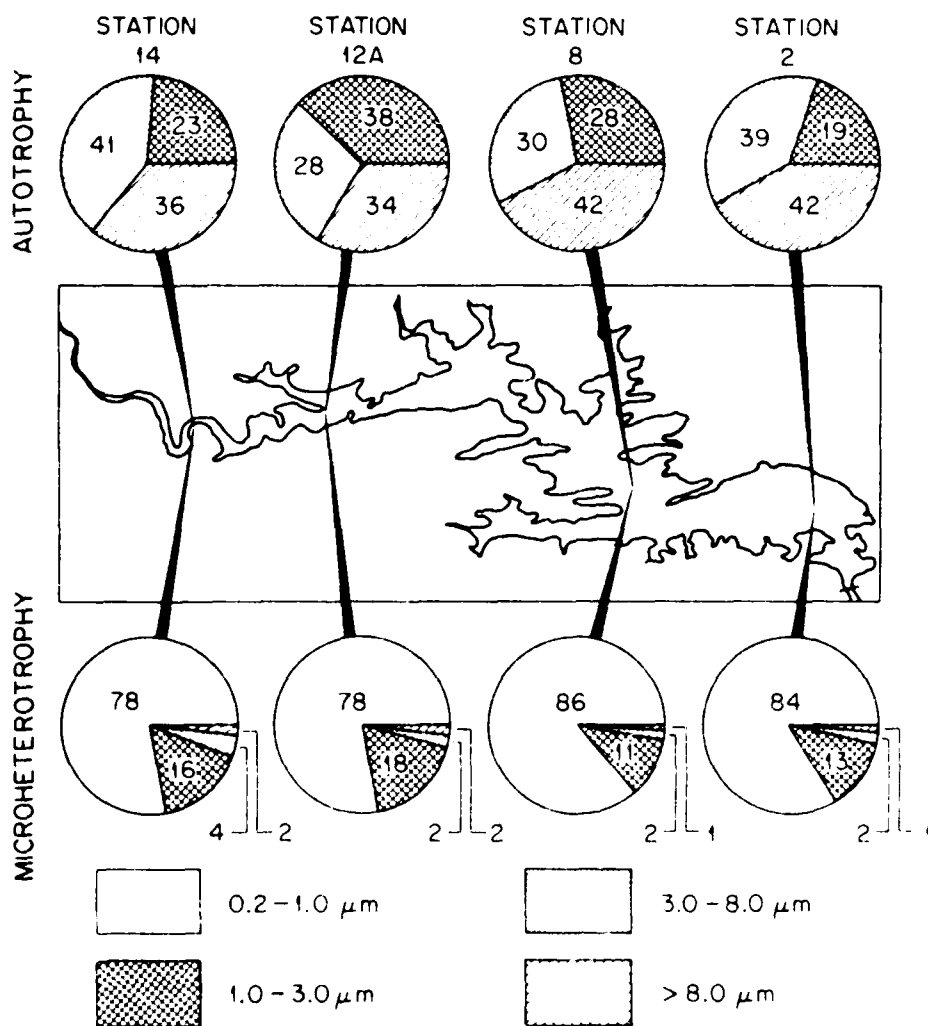 STATION 14
STATION 12A
STATION 8
STATION 2
AUTOTROPHY
41
23
36
28
38
34
30
28
42
39
19
42
MICROHETEROTROPHY
78
16
4
2
78
18
2
2
86
11
2
1
84
13
2
0.2-1.0 μm
3.0-8.0 μm
1.0-3.0 μm
> 8.0 μm